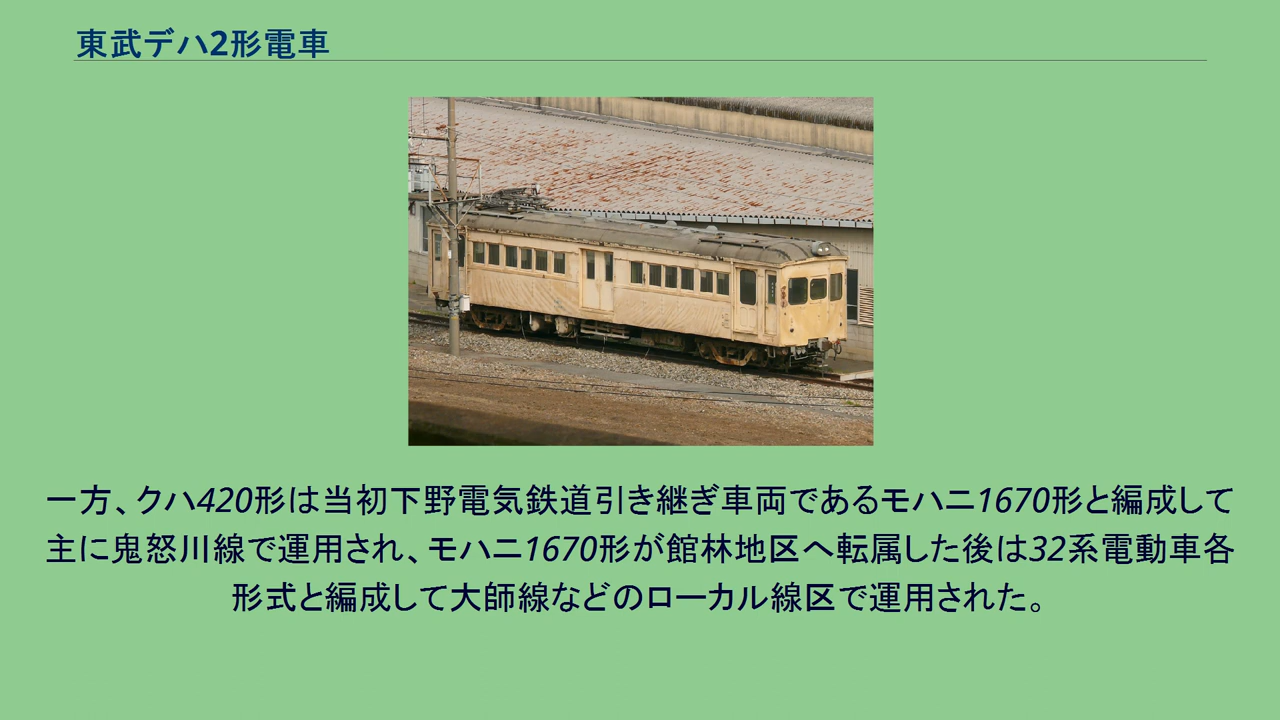 東武デハ2形電車
一方、クハ420形は当初下野電気鉄道引き継ぎ車両であるモハニ1670形と編成して
主に鬼怒川線で運用され、モハニ1670形が館林地区へ転属した後は32系電動車各
形式と編成して大師線などのローカル線区で運用された。